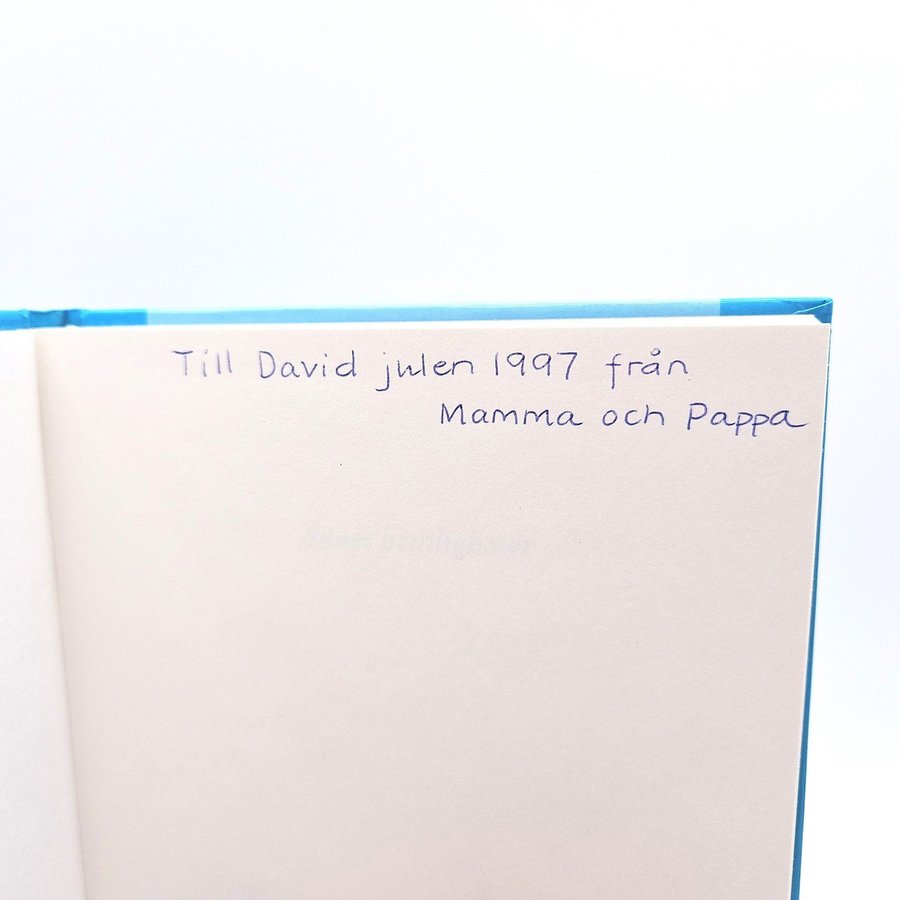 Till David julen 1997 från
Mamma och Pappa